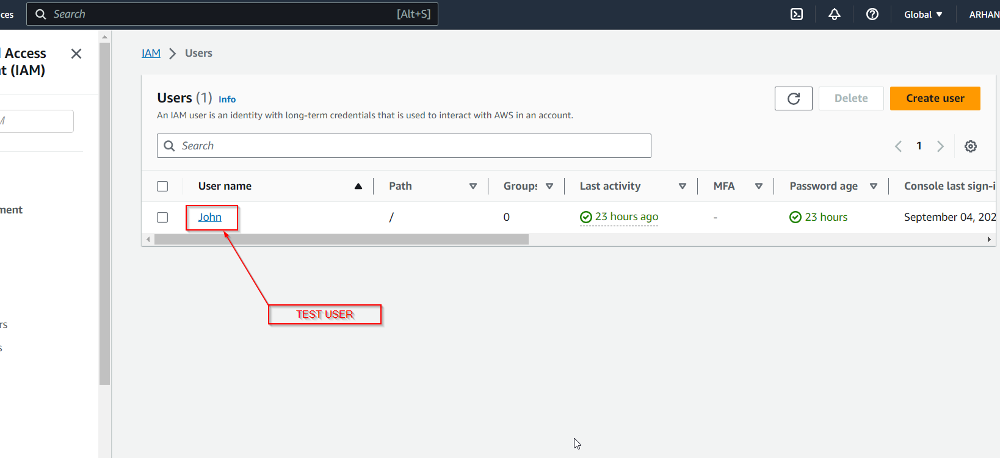 ces
Search
[Alt+S]
Global
ARHAN
Access
t (IAM)
IAM
Users
Users (1) Info
An IAM user is an identity with long-term credentials that is used to interact with AWS in an account.
Delete
Create user
Search
1
User name
Path
Groups
Last activity
MFA
Password age
Console last sign-i
John
/
0
23 hours ago
-
23 hours
September 04, 202
ment
TEST USER
rs
s